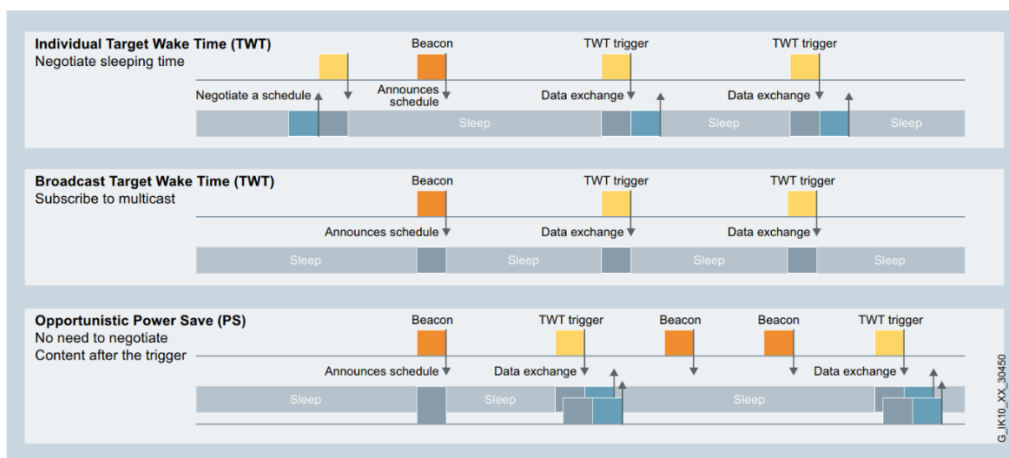 Individual Target Wake Time (TWT)
Negotiate sleeping time
Beacon
TWT trigger
TWT trigger
Negotiate a schedule
Announces
schedule
Data exchange
Data exchange
Sleep
Sleep
Sleep
Broadcast Target Wake Time (TWT)
Subscribe to multicast
Beacon
TWT trigger
TWT trigger
Announces schedule
Data exchange
Data exchange
Sleep
Sleep
Sleep
Sleep
Opportunistic Power Save (PS)
No need to negotiate
Content after the trigger
Beacon
TWT trigger
Beacon
Beacon
TWT trigger
Announces schedule
Data exchange
Data exchange
Sleep
Sleep
Sleep
G_IK10_XX_30450